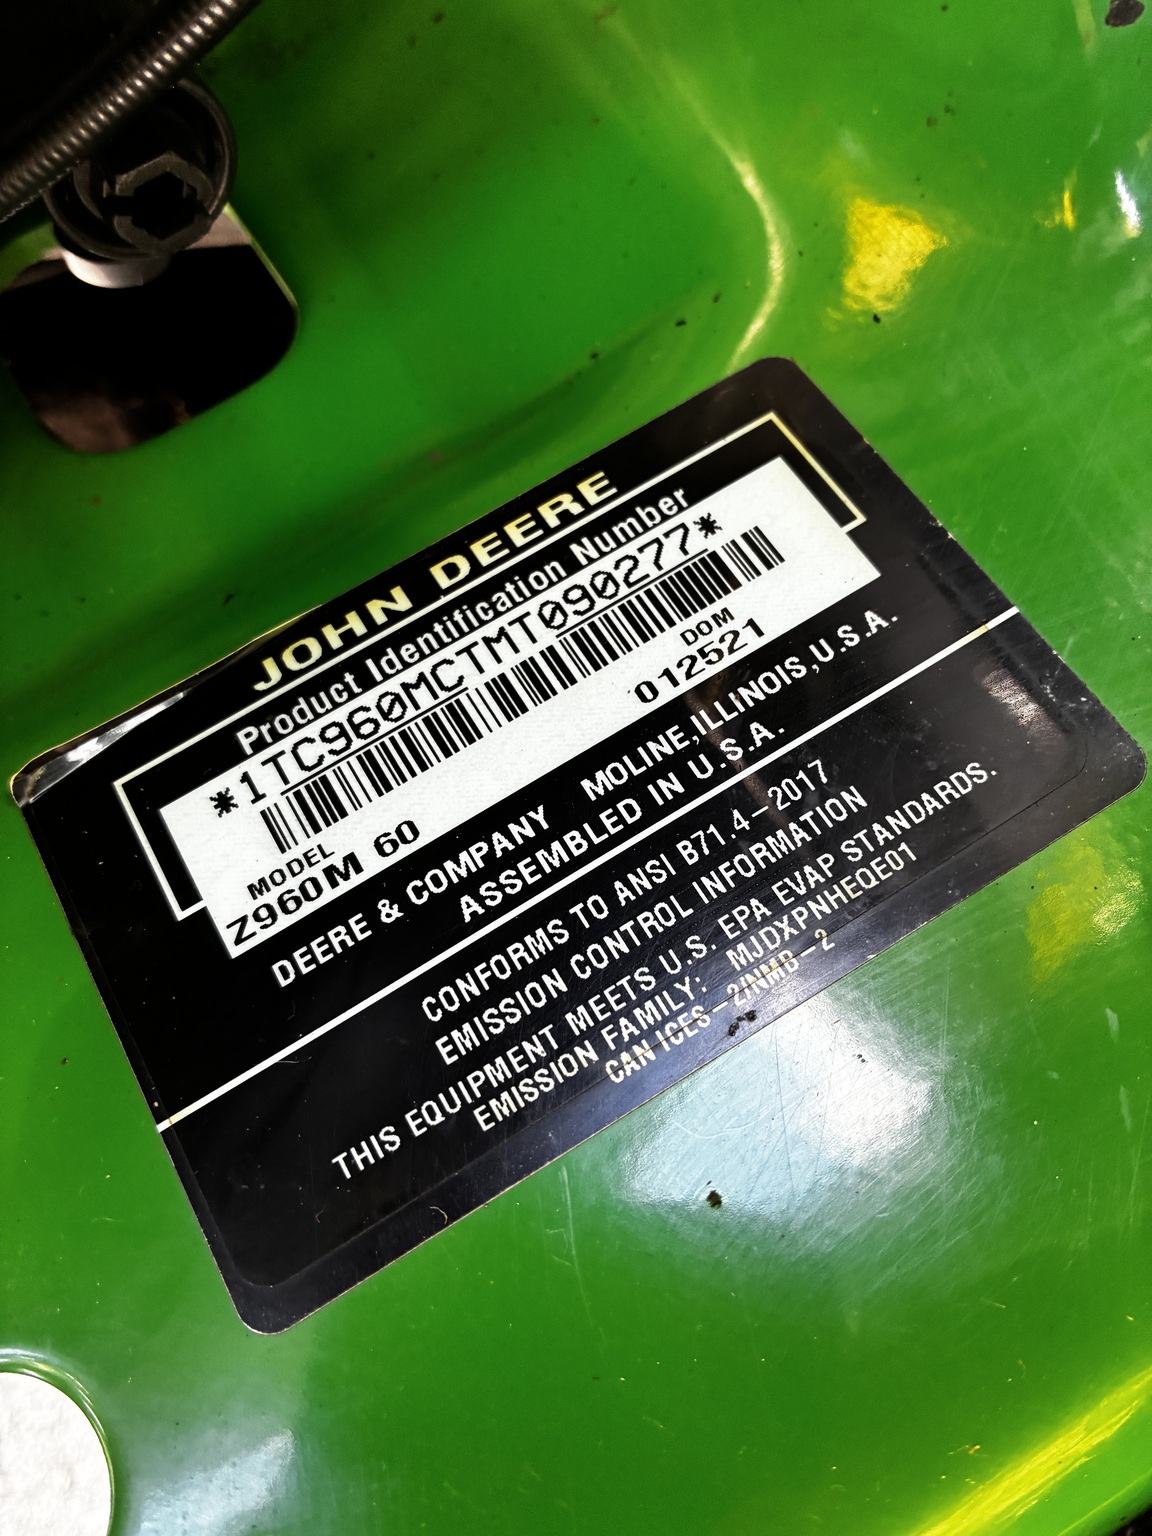 JOHN DEERE
Product Identification Number
*1TC960MCTMT090277*
MODEL DOM
Z960M 60 012521
DEERE & COMPANY MOLINE, ILLINOIS, U.S.A.
ASSEMBLED IN U.S.A.
CONFORMS TO ANSI B71.4-2017
EMISSION CONTROL INFORMATION
THIS EQUIPMENT MEETS U.S. EPA EVAP STANDARDS.
EMISSION FAMILY: MJDXPNHEQE01
CAN ICES-2/NMB-2